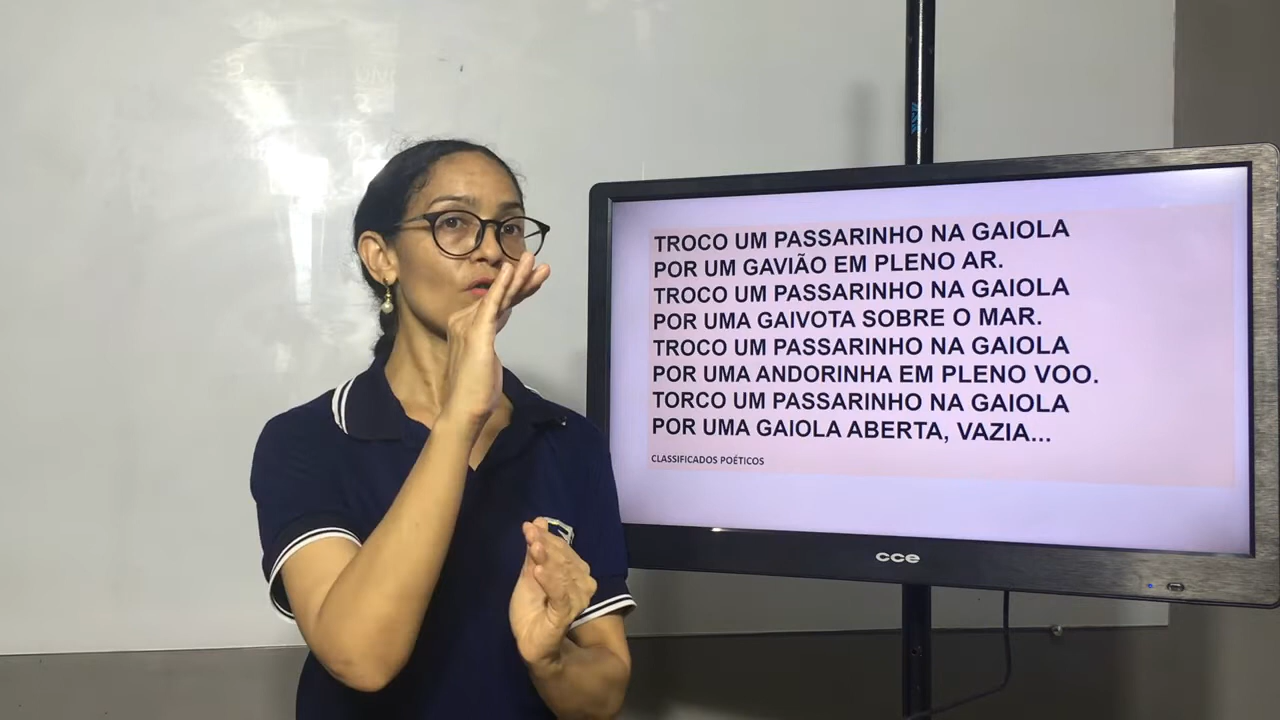 TROCO UM PASSARINHO NA GAIOLA
POR UM GAVIÃO EM PLENO AR.
TROCO UM PASSARINHO NA GAIOLA
POR UMA GAIVOTA SOBRE O MAR.
TROCO UM PASSARINHO NA GAIOLA
POR UMA ANDORINHA EM PLENO VOO.
TORCO UM PASSARINHO NA GAIOLA
POR UMA GAIOLA ABERTA, VAZIA...
CLASSIFICADOS POÉTICOS
cce